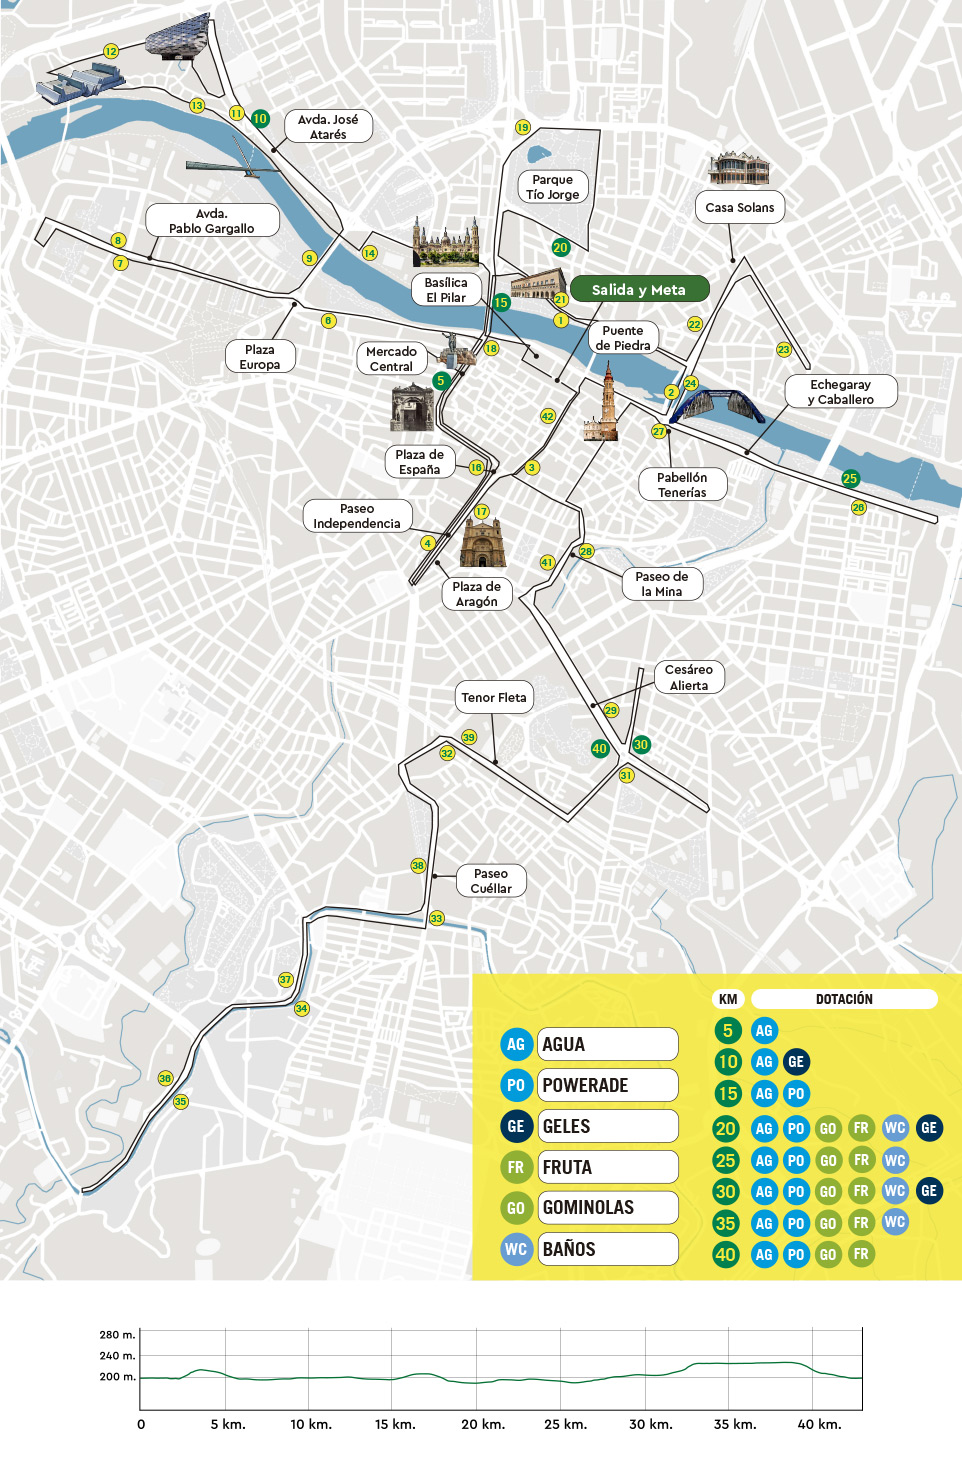 12
13
11
10
Avda. José
Atarés
19
Parque
Tío Jorge
Casa Solans
Avda.
Pablo Gargallo
8
7
9
14
20
Basílica
El Pilar
15
21
Salida y Meta
1
6
22
Puente
de Piedra
Plaza
Europa
Mercado
Central
18
23
5
2
24
Echegaray
y Caballero
42
27
Plaza de
España
16
3
Pabellón
Tenerías
25
26
Paseo
Independencia
17
4
28
41
Plaza de
Aragón
Paseo de
la Mina
Cesáreo
Alierta
Tenor Fleta
29
39
32
40
30
31
38
Paseo
Cuéllar
33
37
34
36
35
KM
DOTACIÓN
AG AGUA
PO POWERADE
GE GELES
FR FRUTA
GO GOMINOLAS
WC BAÑOS
5 AG
10 AG GE
15 AG PO
20 AG PO GO FR WC GE
25 AG PO GO FR WC
30 AG PO GO FR WC GE
35 AG PO GO FR WC
40 AG PO GO FR
280 m.
240 m.
200 m.
0 5 km. 10 km. 15 km. 20 km. 25 km. 30 km. 35 km. 40 km.